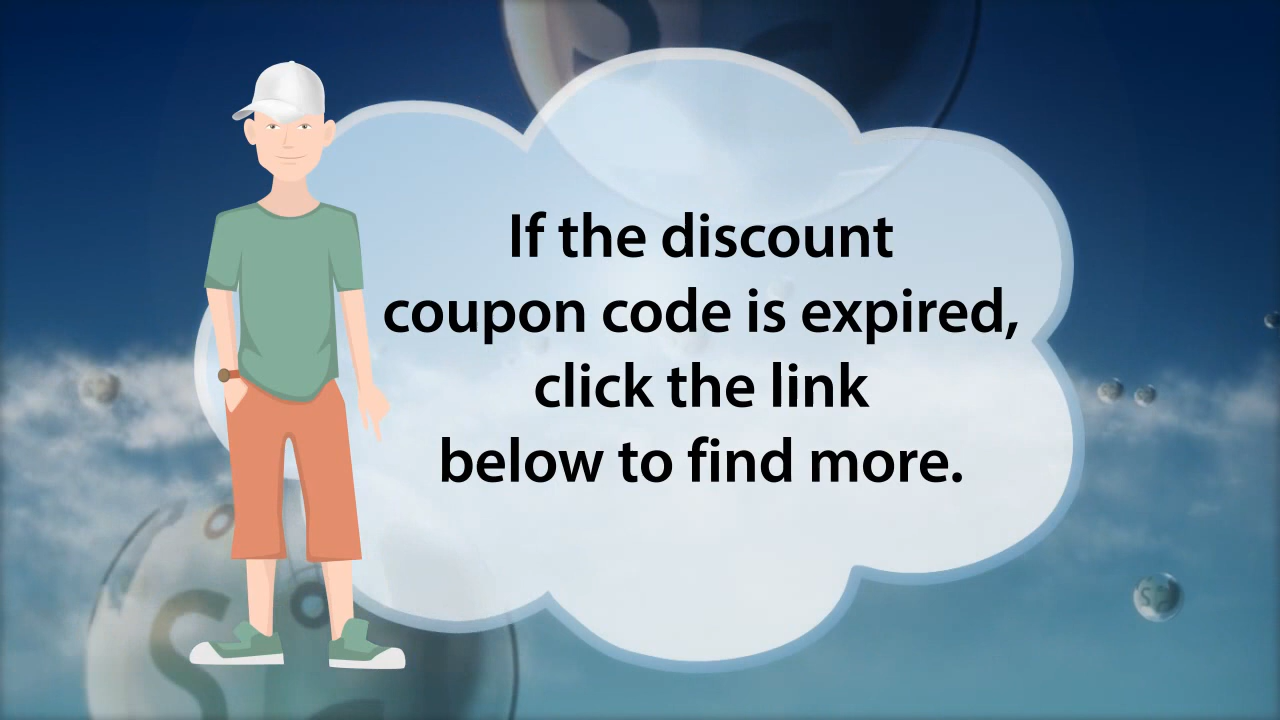 If the discount
coupon code is expired,
click the link
below to find more.